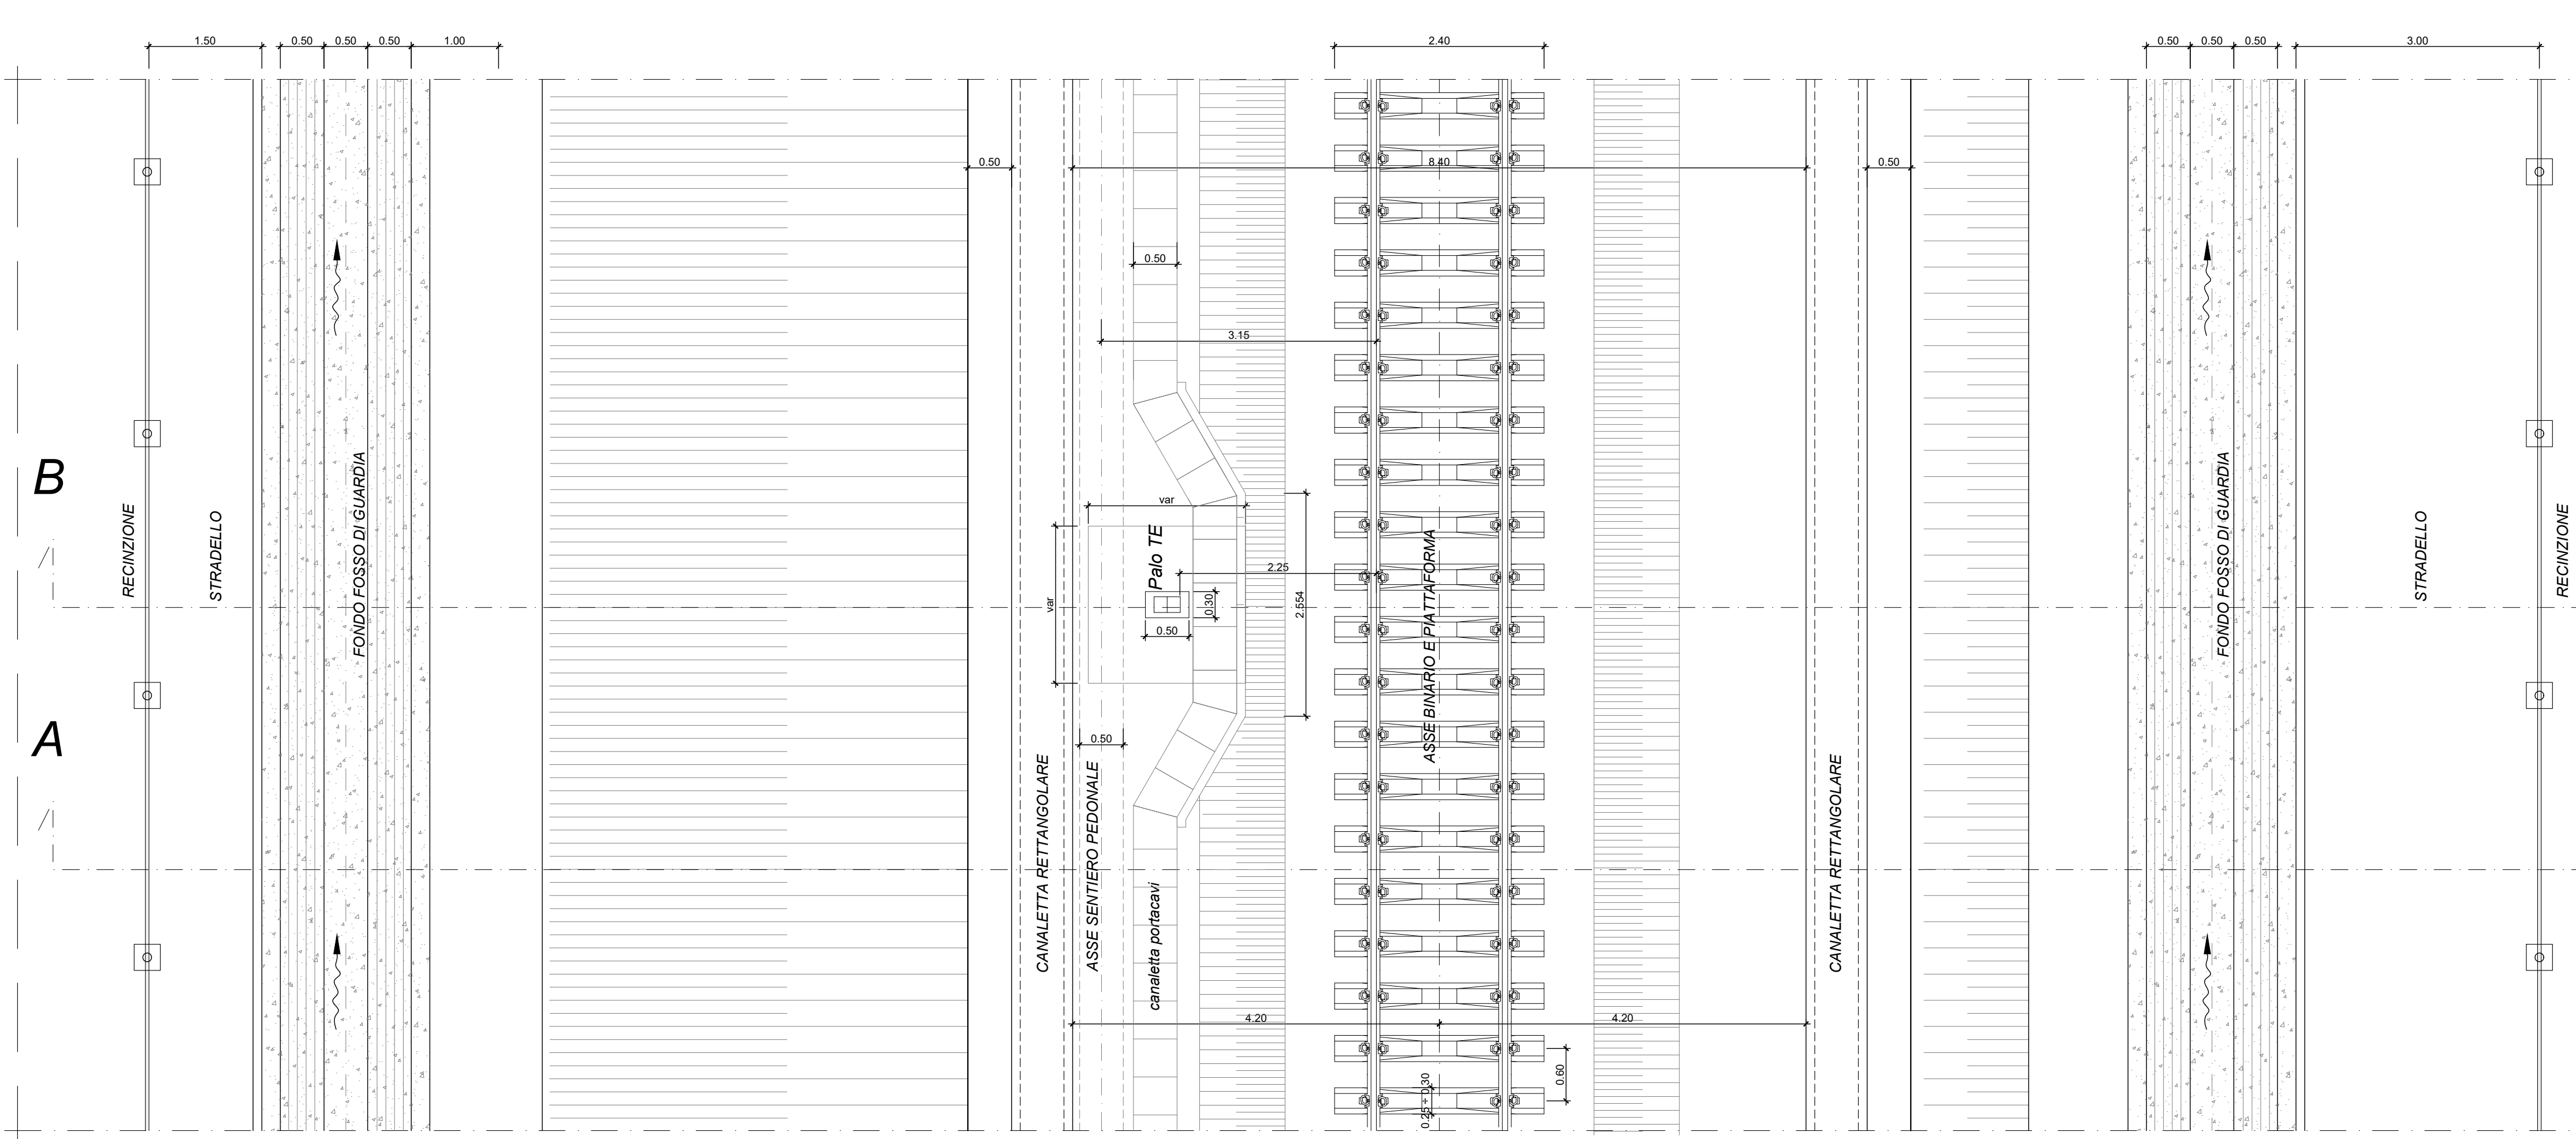 1.50
0.50
0.50
0.50
1.00
2.40
0.50
0.50
0.50
3.00
0.50
8.40
0.50
0.50
3.15
B
RECINZIONE
STRADELLO
FONDO FOSSO DI GUARDIA
var
var
Palo TE
2.25
0.30
0.50
2.554
ASSE BINARIO E PIATTAFORMA
FONDO FOSSO DI GUARDIA
STRADELLO
RECINZIONE
A
0.50
CANALETTA RETTANGOLARE
ASSE SENTIERO PEDONALE
canaletta portacavi
CANALETTA RETTANGOLARE
4.20
4.20
0.60
0.25 ÷ 0.30